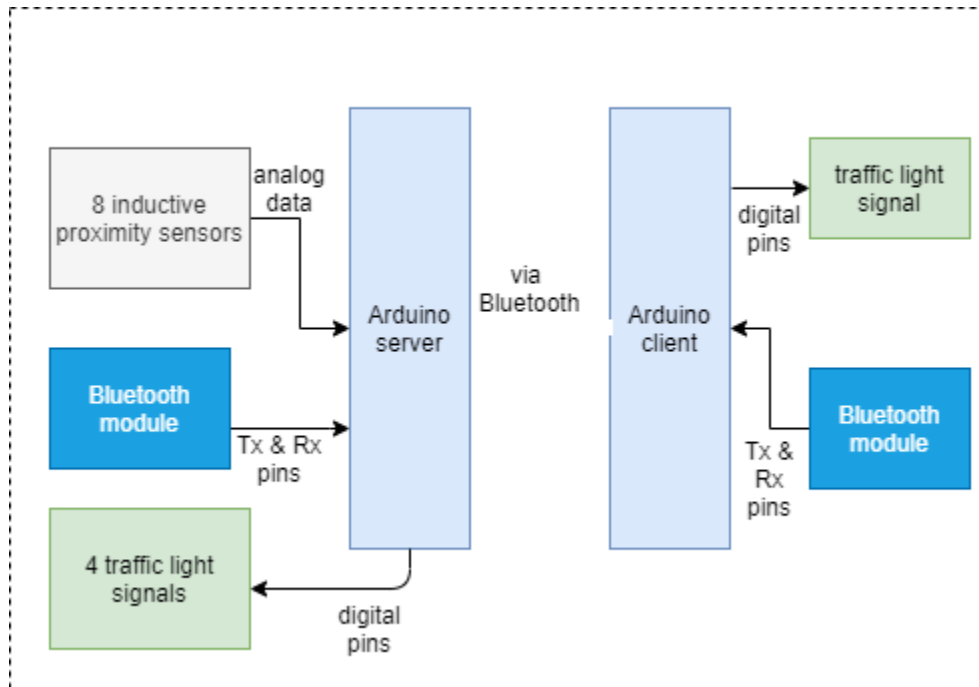 8 inductive
proximity sensors
analog
data
Bluetooth
module
Tx & Rx
pins
4 traffic light
signals
digital
pins
Arduino
server
via
Bluetooth
Arduino
client
digital
pins
traffic light
signal
Tx &
Rx
pins
Bluetooth
module